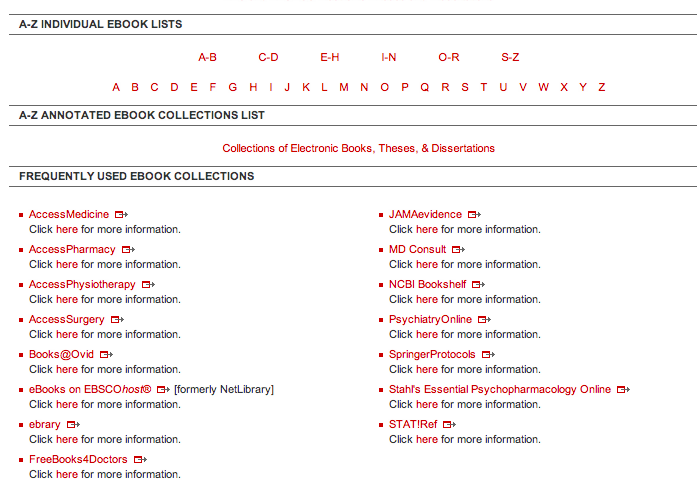 A-Z INDIVIDUAL EBOOK LISTS
A-B C-D E-H I-N O-R S-Z
A B C D E F G H I J K L M N O P Q R S T U V W X Y Z
A-Z ANNOTATED EBOOK COLLECTIONS LIST
Collections of Electronic Books, Theses, & Dissertations
FREQUENTLY USED EBOOK COLLECTIONS
AccessMedicine
Click here for more information.
AccessPharmacy
Click here for more information.
AccessPhysiotherapy
Click here for more information.
AccessSurgery
Click here for more information.
Books@Ovid
Click here for more information.
eBooks on EBSCOhost® [formerly NetLibrary]
Click here for more information.
ebrary
Click here for more information.
FreeBooks4Doctors
Click here for more information.
JAMAevidence
Click here for more information.
MD Consult
Click here for more information.
NCBI Bookshelf
Click here for more information.
PsychiatryOnline
Click here for more information.
SpringerProtocols
Click here for more information.
Stahl's Essential Psychopharmacology Online
Click here for more information.
STAT!Ref
Click here for more information.